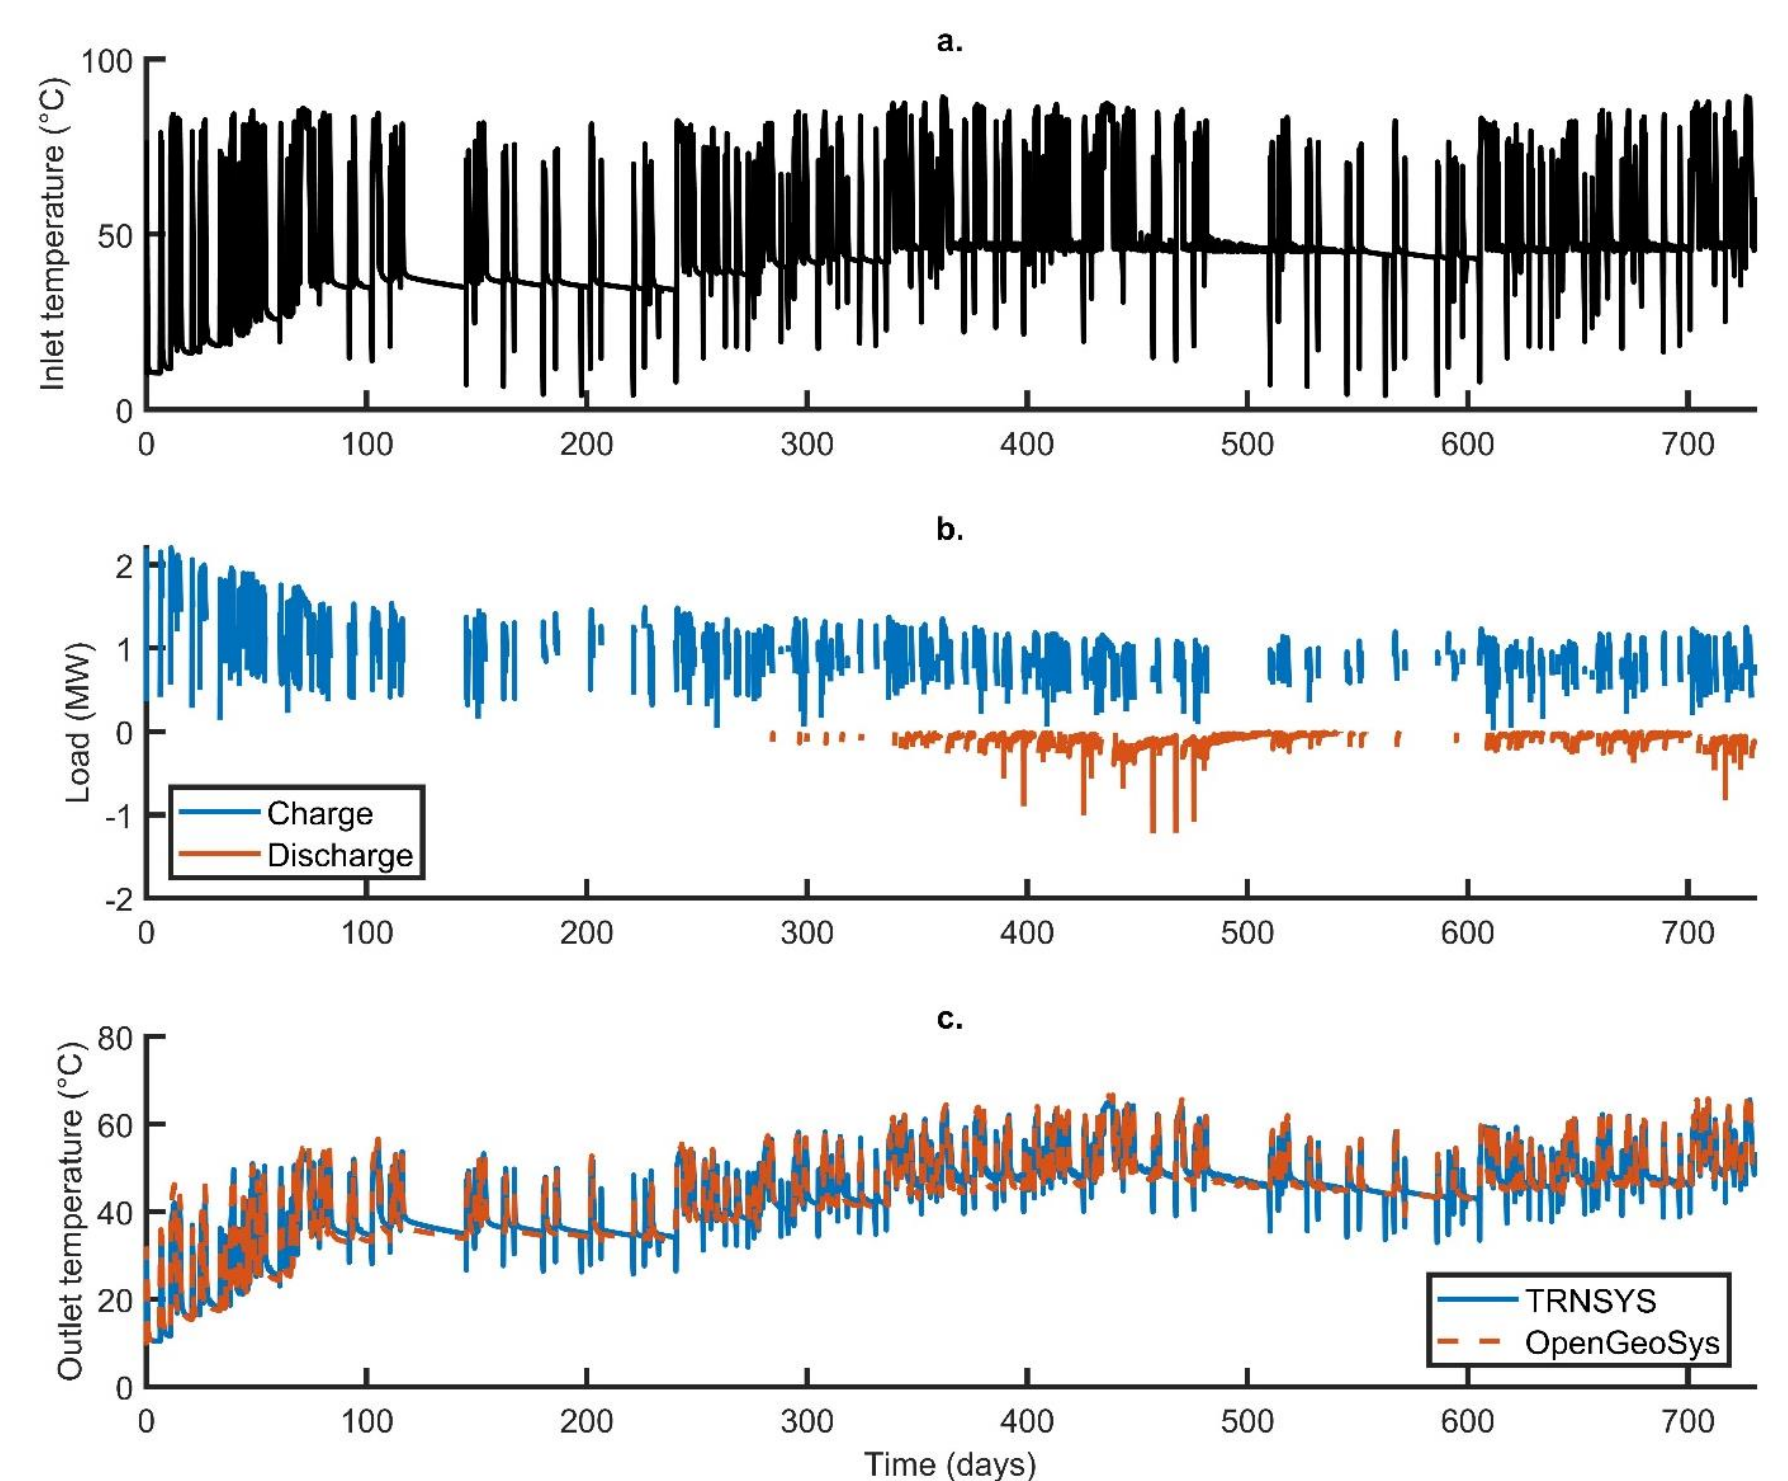 a.
100
50
0
Inlet temperature (°C)
0 100 200 300 400 500 600 700
b.
2
1
0
-1
-2
Load (MW)
Charge
Discharge
0 100 200 300 400 500 600 700
c.
80
60
40
20
0
Outlet temperature (°C)
TRNSYS
OpenGeoSys
0 100 200 300 400 500 600 700
Time (days)